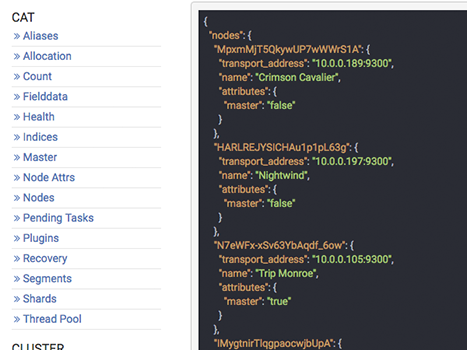 CAT
» Aliases
» Allocation
» Count
» Fielddata
» Health
» Indices
» Master
» Node Attrs
» Nodes
» Pending Tasks
» Plugins
» Recovery
» Segments
» Shards
» Thread Pool
CLUSTER
{
"nodes": {
"MpxmMjT5QkywUP7wWWrS1A": {
"transport_address": "10.0.0.189:9300",
"name": "Crimson Cavalier",
"attributes": {
"master": "false"
}
},
"HARLREJYSICHAu1p1pL63g": {
"transport_address": "10.0.0.197:9300",
"name": "Nightwind",
"attributes": {
"master": "false"
}
},
"N7eWFx-xSv63YbAqdf_6ow": {
"transport_address": "10.0.0.105:9300",
"name": "Trip Monroe",
"attributes": {
"master": "true"
}
},
"IMygtnirTIqgpaocwjbUpA": {